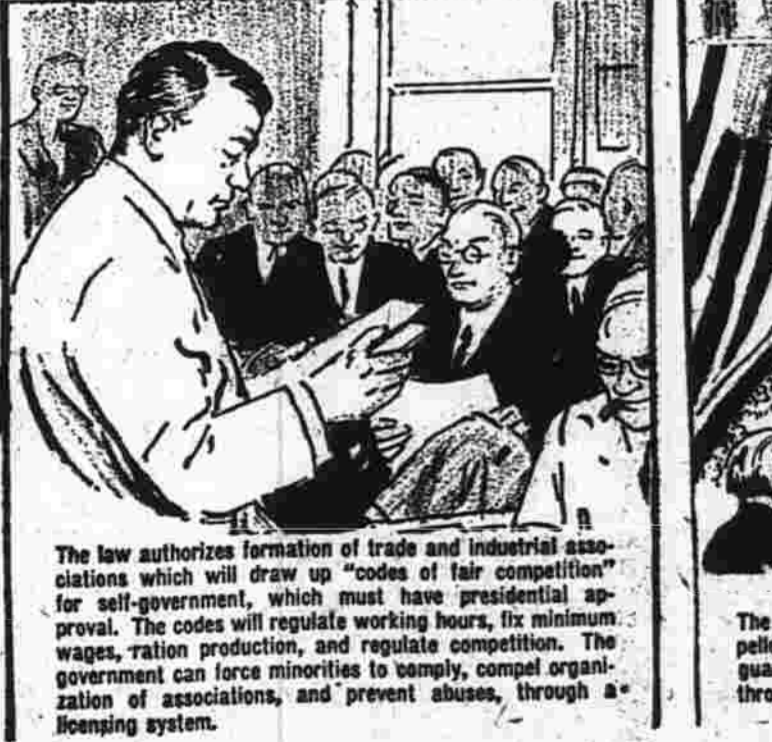 The law authorizes formation of trade and industrial asso-
ciations which will draw up "codes of fair competition"
for self-government, which must have presidential ap-
proval. The codes will regulate working hours, fix minimum
wages, ration production, and regulate competition. The
government can force minorities to comply, compel organi-
zation of associations, and prevent abuses, through a
licensing system.
The
pelle
gua
thro